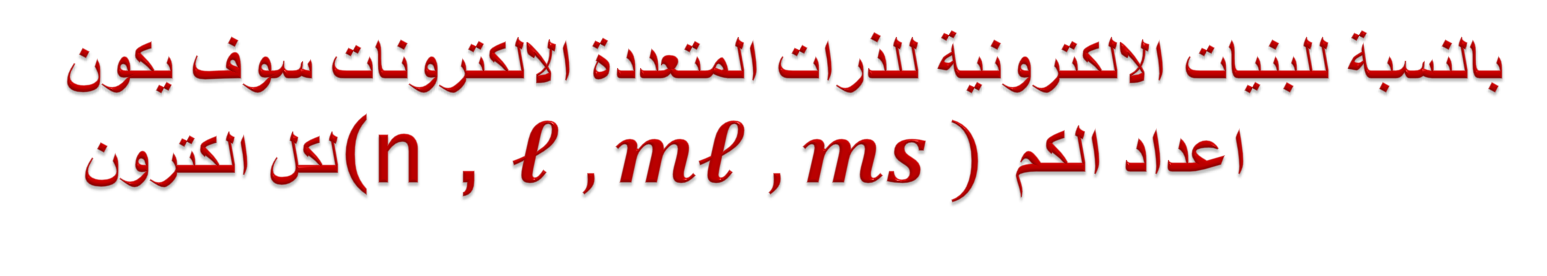 بالنسبة للبنيات الالكترونية للذرات المتعددة الالكترونات سوف يكون
اعداد الكم ( n , ℓ , mℓ , ms)لكل الكترون